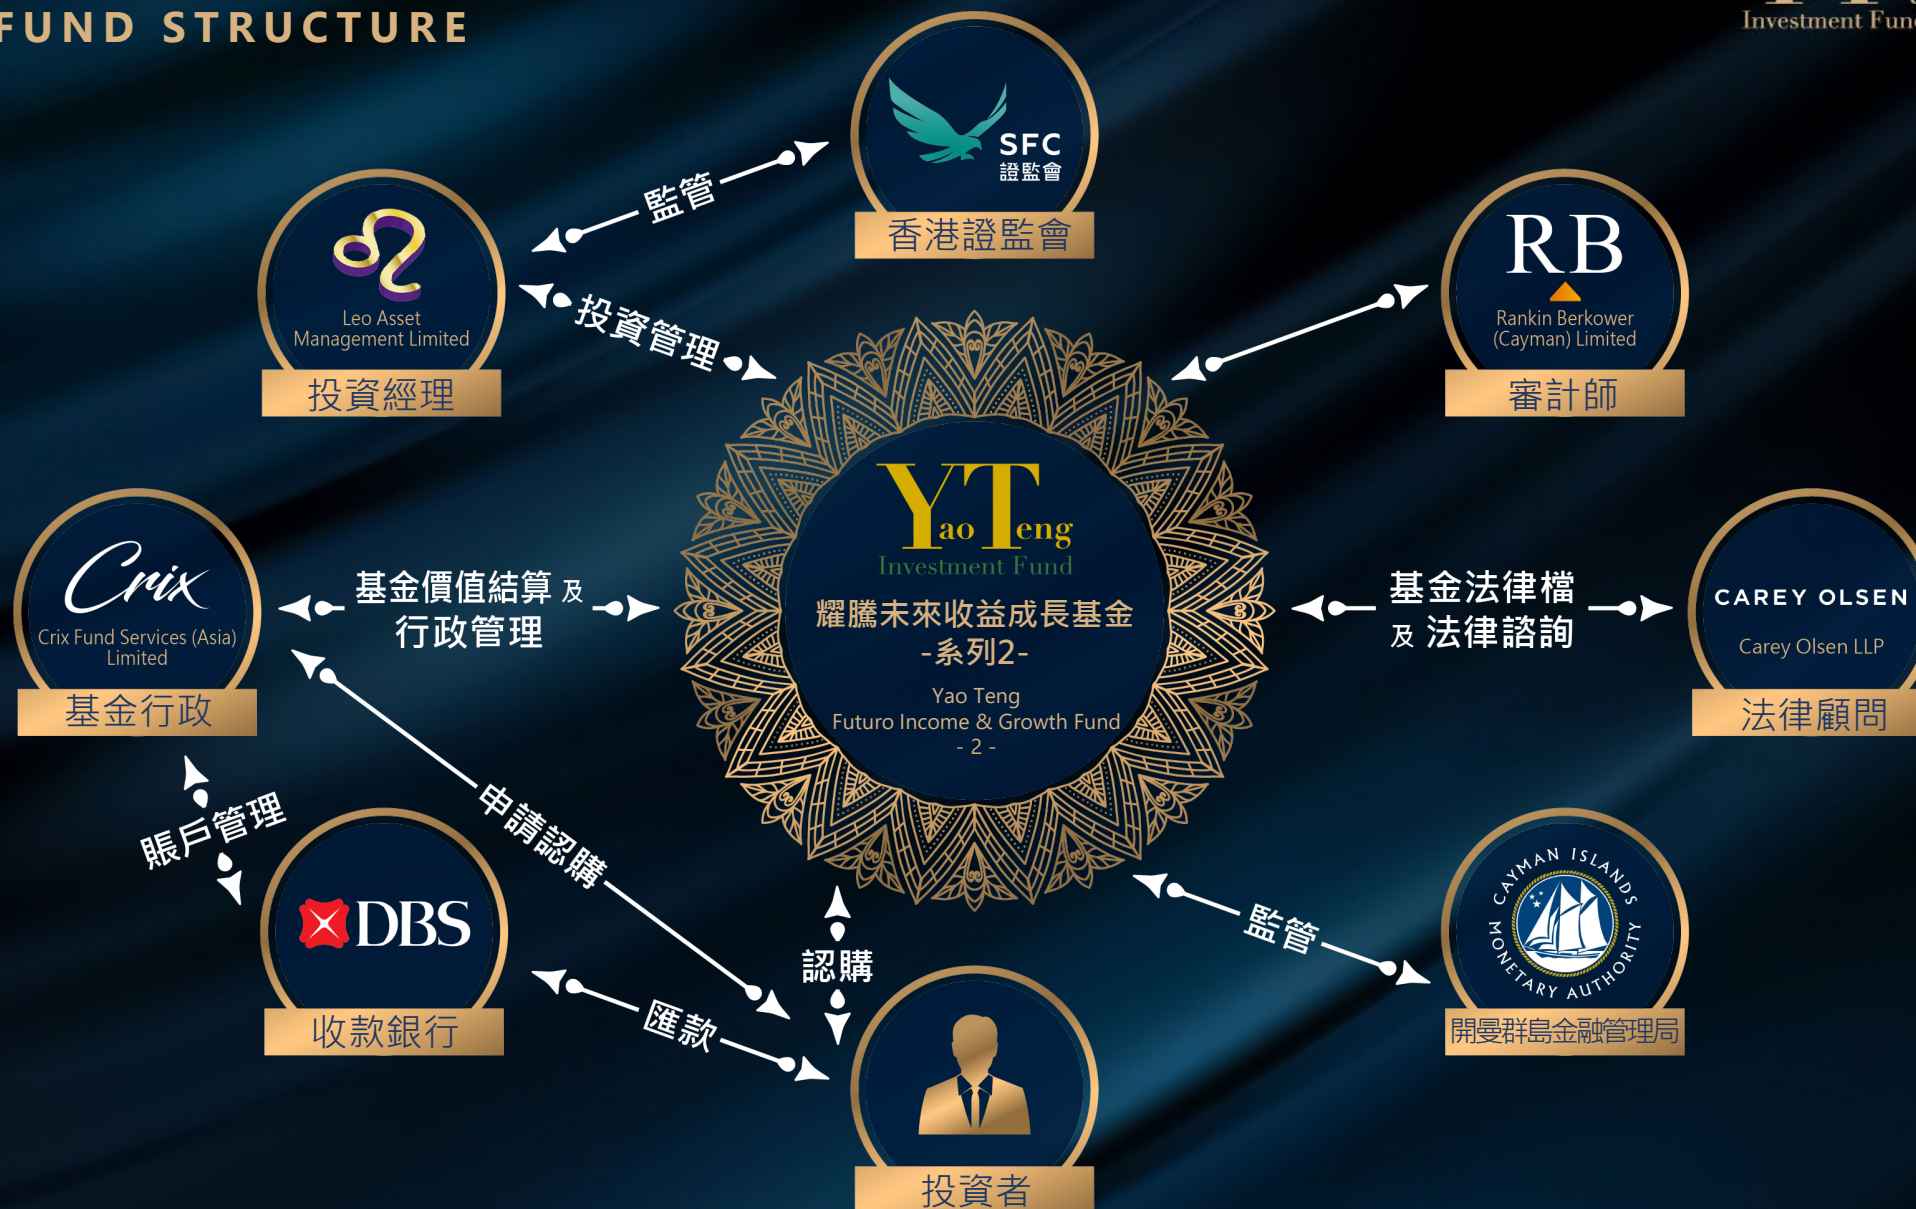 FUND STRUCTURE
Investment Fun
SFC
證監會
香港證監會
監管
Leo Asset
Management Limited
投資經理
投資管理
RB
Rankin Berkower
(Cayman) Limited
審計師
Yao Teng
Investment Fund
耀騰未來收益成長基金
-系列2-
Yao Teng
Futuro Income & Growth Fund
- 2 -
Crix
Crix Fund Services (Asia)
Limited
基金行政
基金價值結算 及
行政管理
基金法律檔
及 法律諮詢
CAREY OLSEN
Carey Olsen LLP
法律顧問
賬戶管理
申請認購
DBS
收款銀行
匯款
認購
投資者
監管
CAYMAN ISLANDS
MONETARY AUTHORITY
開曼群島金融管理局